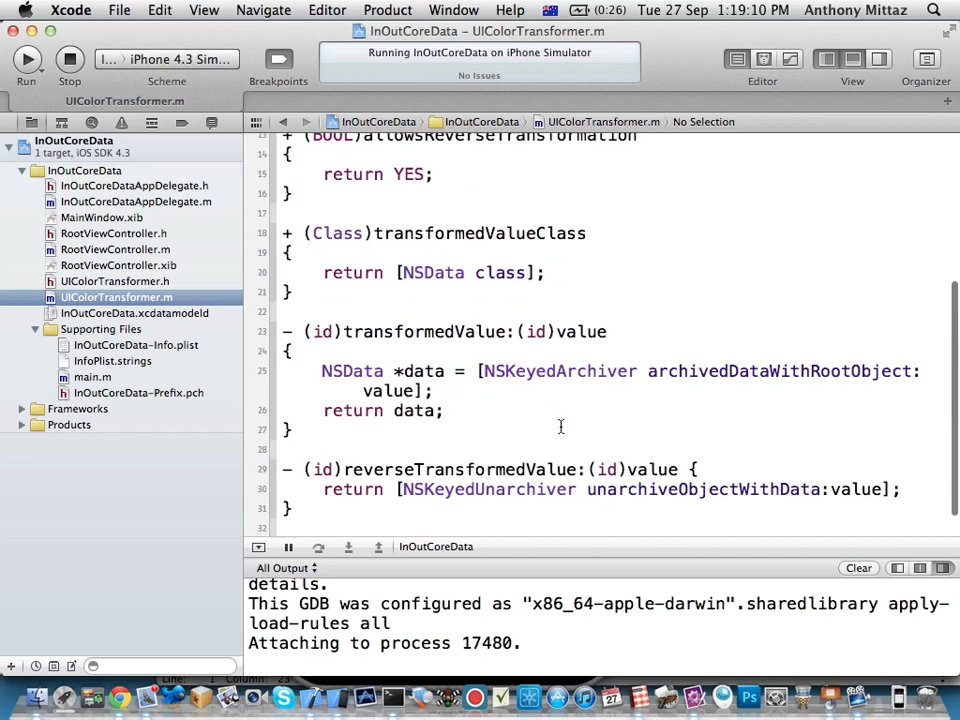 Xcode File Edit View Navigate Editor Product Window Help (0:26) Tue 27 Sep 1:19:10 PM Anthony Mittaz
InOutCoreData - UIColorTransformer.m
I... iPhone 4.3 Sim...
Running InOutCoreData on iPhone Simulator
No Issues
Run Stop Scheme Breakpoints Editor View Organizer
UIColorTransformer.m
InOutCoreData InOutCoreData UIColorTransformer.m No Selection
InOutCoreData
1 target, iOS SDK 4.3
InOutCoreData
InOutCoreDataAppDelegate.h
InOutCoreDataAppDelegate.m
MainWindow.xib
RootViewController.h
RootViewController.m
RootViewController.xib
UIColorTransformer.h
UIColorTransformer.m
InOutCoreData.xcdatamodeld
Supporting Files
InOutCoreData-Info.plist
InfoPlist.strings
main.m
InOutCoreData-Prefix.pch
Frameworks
Products
13 + (BOOL)allowsReverseTransformation
14 {
15 return YES;
16 }
17
18 + (Class)transformedValueClass
19 {
20 return [NSData class];
21 }
22
23 - (id)transformedValue:(id)value
24 {
25 NSData *data = [NSKeyedArchiver archivedDataWithRootObject:
value];
26 return data;
27 }
28
29 - (id)reverseTransformedValue:(id)value {
30 return [NSKeyedUnarchiver unarchiveObjectWithData:value];
31 }
32
InOutCoreData
All Output Clear
details.
This GDB was configured as "x86_64-apple-darwin".sharedlibrary apply-
load-rules all
Attaching to process 17480.